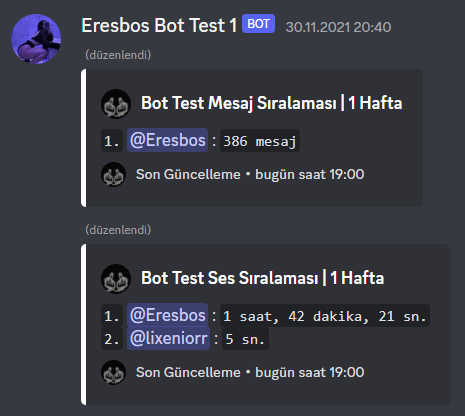 Eresbos Bot Test 1 BOT 30.11.2021 20:40
(düzenlendi)
Bot Test Mesaj Sıralaması | 1 Hafta
1. @Eresbos : 386 mesaj
Son Güncelleme • bugün saat 19:00
(düzenlendi)
Bot Test Ses Sıralaması | 1 Hafta
1. @Eresbos : 1 saat, 42 dakika, 21 sn.
2. @lixeniorr : 5 sn.
Son Güncelleme • bugün saat 19:00